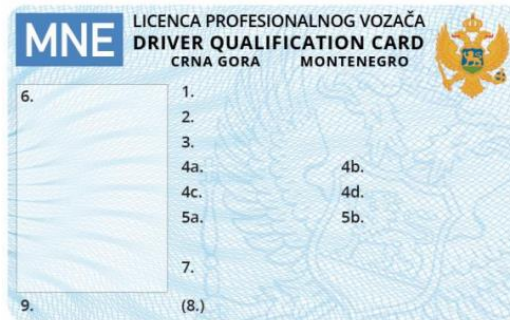 MNE
LICENCA PROFESIONALNOG VOZAČA
DRIVER QUALIFICATION CARD
CRNA GORA MONTENEGRO
6.
1.
2.
3.
4a. 4b.
4c. 4d.
5a. 5b.
7.
9. (8.)